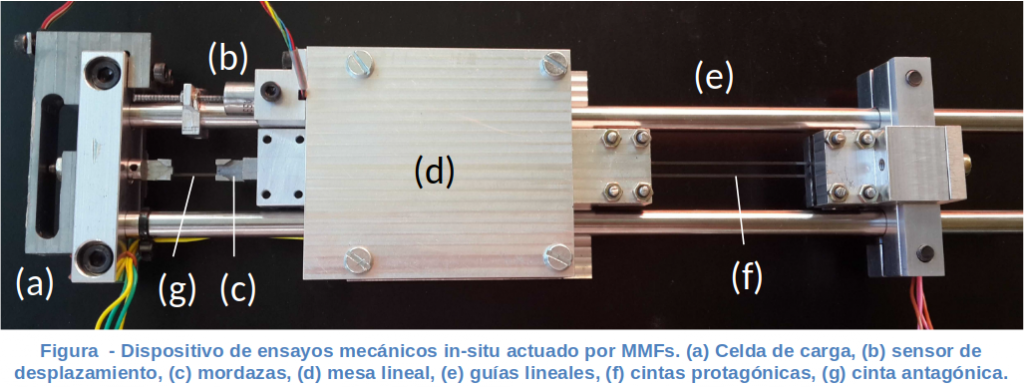 (b)
(e)
(d)
(a)
(g)
(c)
(f)
Figura - Dispositivo de ensayos mecánicos in-situ actuado por MMFs. (a) Celda de carga, (b) sensor de
desplazamiento, (c) mordazas, (d) mesa lineal, (e) guías lineales, (f) cintas protagónicas, (g) cinta antagónica.